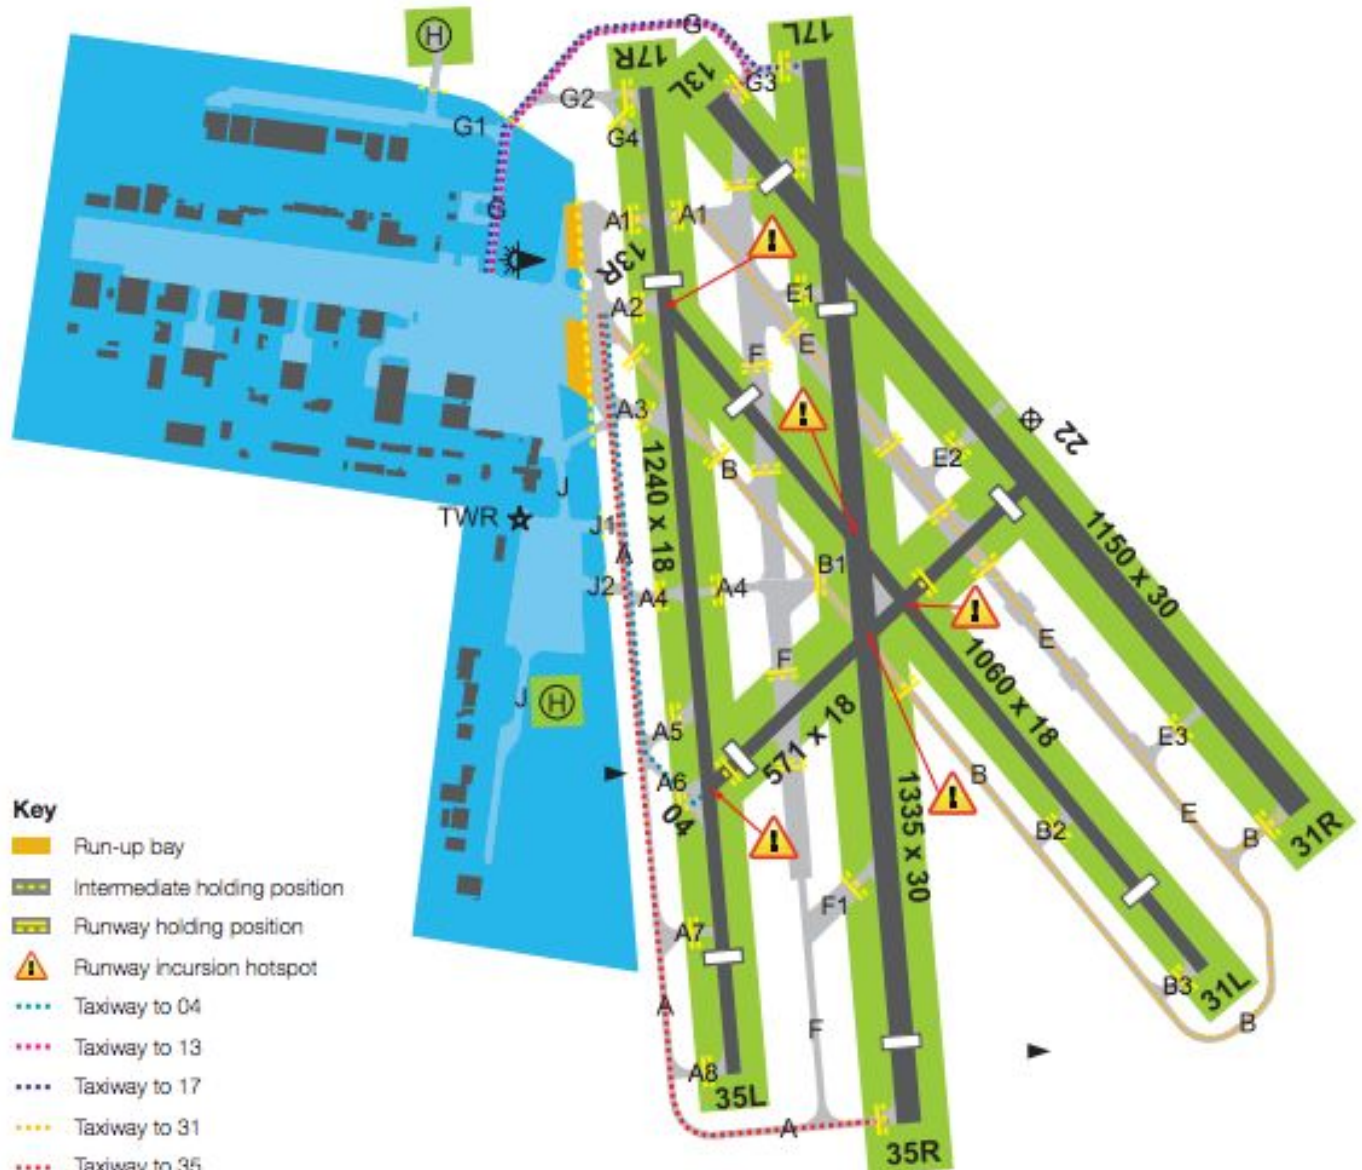 H
G
17R
17L
13L
G3
G2
G1
G4
G
A1
A1
13R
E1
A2
F
E
A3
22
E2
B
1240 x 18
J
TWR
J1
A
1150 x 30
B1
J2
A4
A4
E
F
1060 x 18
J
H
A5
E3
571 x 18
A6
B
04
1335 x 30
E
B2
B
31R
F1
A7
B3
31L
A
F
B
A8
35L
A
35R
Key
Run-up bay
Intermediate holding position
Runway holding position
Runway incursion hotspot
Taxiway to 04
Taxiway to 13
Taxiway to 17
Taxiway to 31
Taxiway to 35